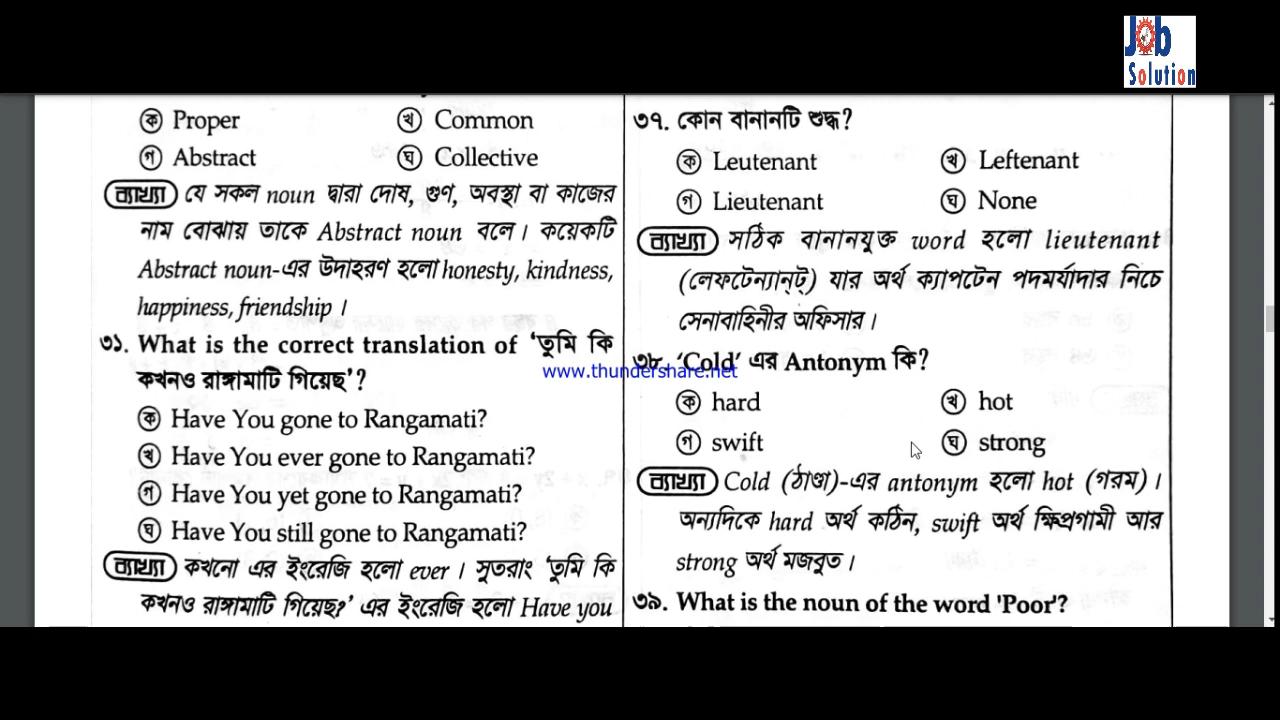 Job
Solution
ক Proper খ Common
গ Abstract ঘ Collective
ব্যাখ্যা যে সকল noun দ্বারা দোষ, গুণ, অবস্থা বা কাজের
নাম বোঝায় তাকে Abstract noun বলে। কয়েকটি
Abstract noun-এর উদাহরণ হলো honesty, kindness,
happiness, friendship।
৩১. What is the correct translation of ‘তুমি কি
কখনও রাঙ্গামাটি গিয়েছ’?
ক Have You gone to Rangamati?
খ Have You ever gone to Rangamati?
গ Have You yet gone to Rangamati?
ঘ Have You still gone to Rangamati?
ব্যাখ্যা কখনো এর ইংরেজি হলো ever। সুতরাং ‘তুমি কি
কখনও রাঙ্গামাটি গিয়েছ?’ এর ইংরেজি হলো Have you
৩৭. কোন বানানটি শুদ্ধ?
ক Leutenant খ Leftenant
গ Lieutenant ঘ None
ব্যাখ্যা সঠিক বানানযুক্ত word হলো lieutenant
(লেফটেন্যান্ট্) যার অর্থ ক্যাপটেন পদমর্যাদার নিচে
সেনাবাহিনীর অফিসার।
৩৮. ‘Cold’ এর Antonym কি?
www.thundershare.net
ক hard খ hot
গ swift ঘ strong
ব্যাখ্যা Cold (ঠাণ্ডা)-এর antonym হলো hot (গরম)।
অন্যদিকে hard অর্থ কঠিন, swift অর্থ ক্ষিপ্রগামী আর
strong অর্থ মজবুত।
৩৯. What is the noun of the word 'Poor'?